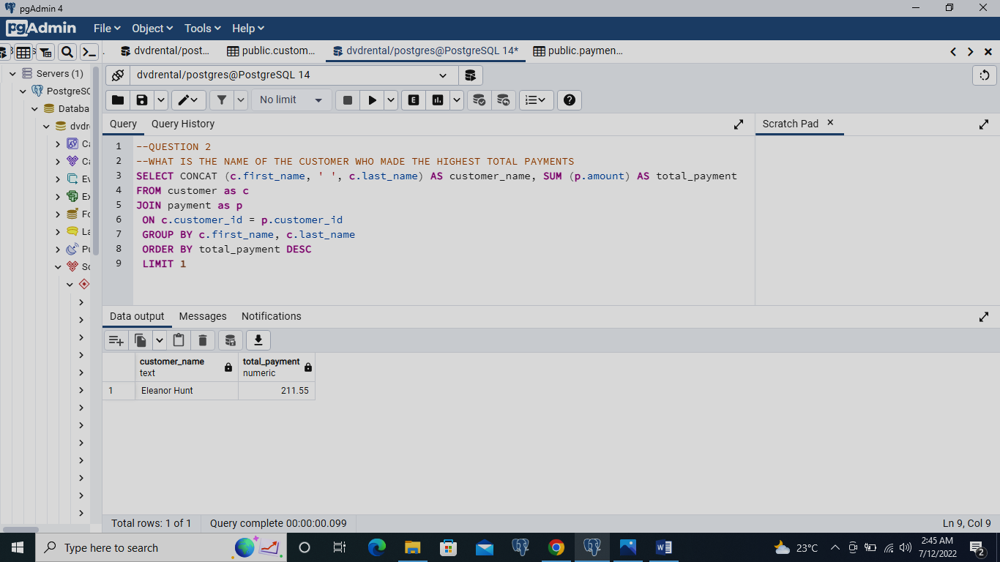 pgAdmin 4
pgAdmin File Object Tools Help
dvdrental/post... public.custom... dvdrental/postgres@PostgreSQL 14* public.paymen...
Servers (1)
dvdrental/postgres@PostgreSQL 14
PostgreSQ
No limit
Databa
Query Query History Scratch Pad
dvdre
1 --QUESTION 2
2 --WHAT IS THE NAME OF THE CUSTOMER WHO MADE THE HIGHEST TOTAL PAYMENTS
3 SELECT CONCAT (c.first_name, ' ', c.last_name) AS customer_name, SUM (p.amount) AS total_payment
4 FROM customer as c
5 JOIN payment as p
6 ON c.customer_id = p.customer_id
7 GROUP BY c.first_name, c.last_name
8 ORDER BY total_payment DESC
9 LIMIT 1
Ca
Ca
Ev
Ex
Fo
La
Pu
Sc
Data output Messages Notifications
customer_name total_payment
text numeric
1 Eleanor Hunt 211.55
Total rows: 1 of 1 Query complete 00:00:00.099 Ln 9, Col 9
Type here to search 23°C 2:45 AM
7/12/2022 2